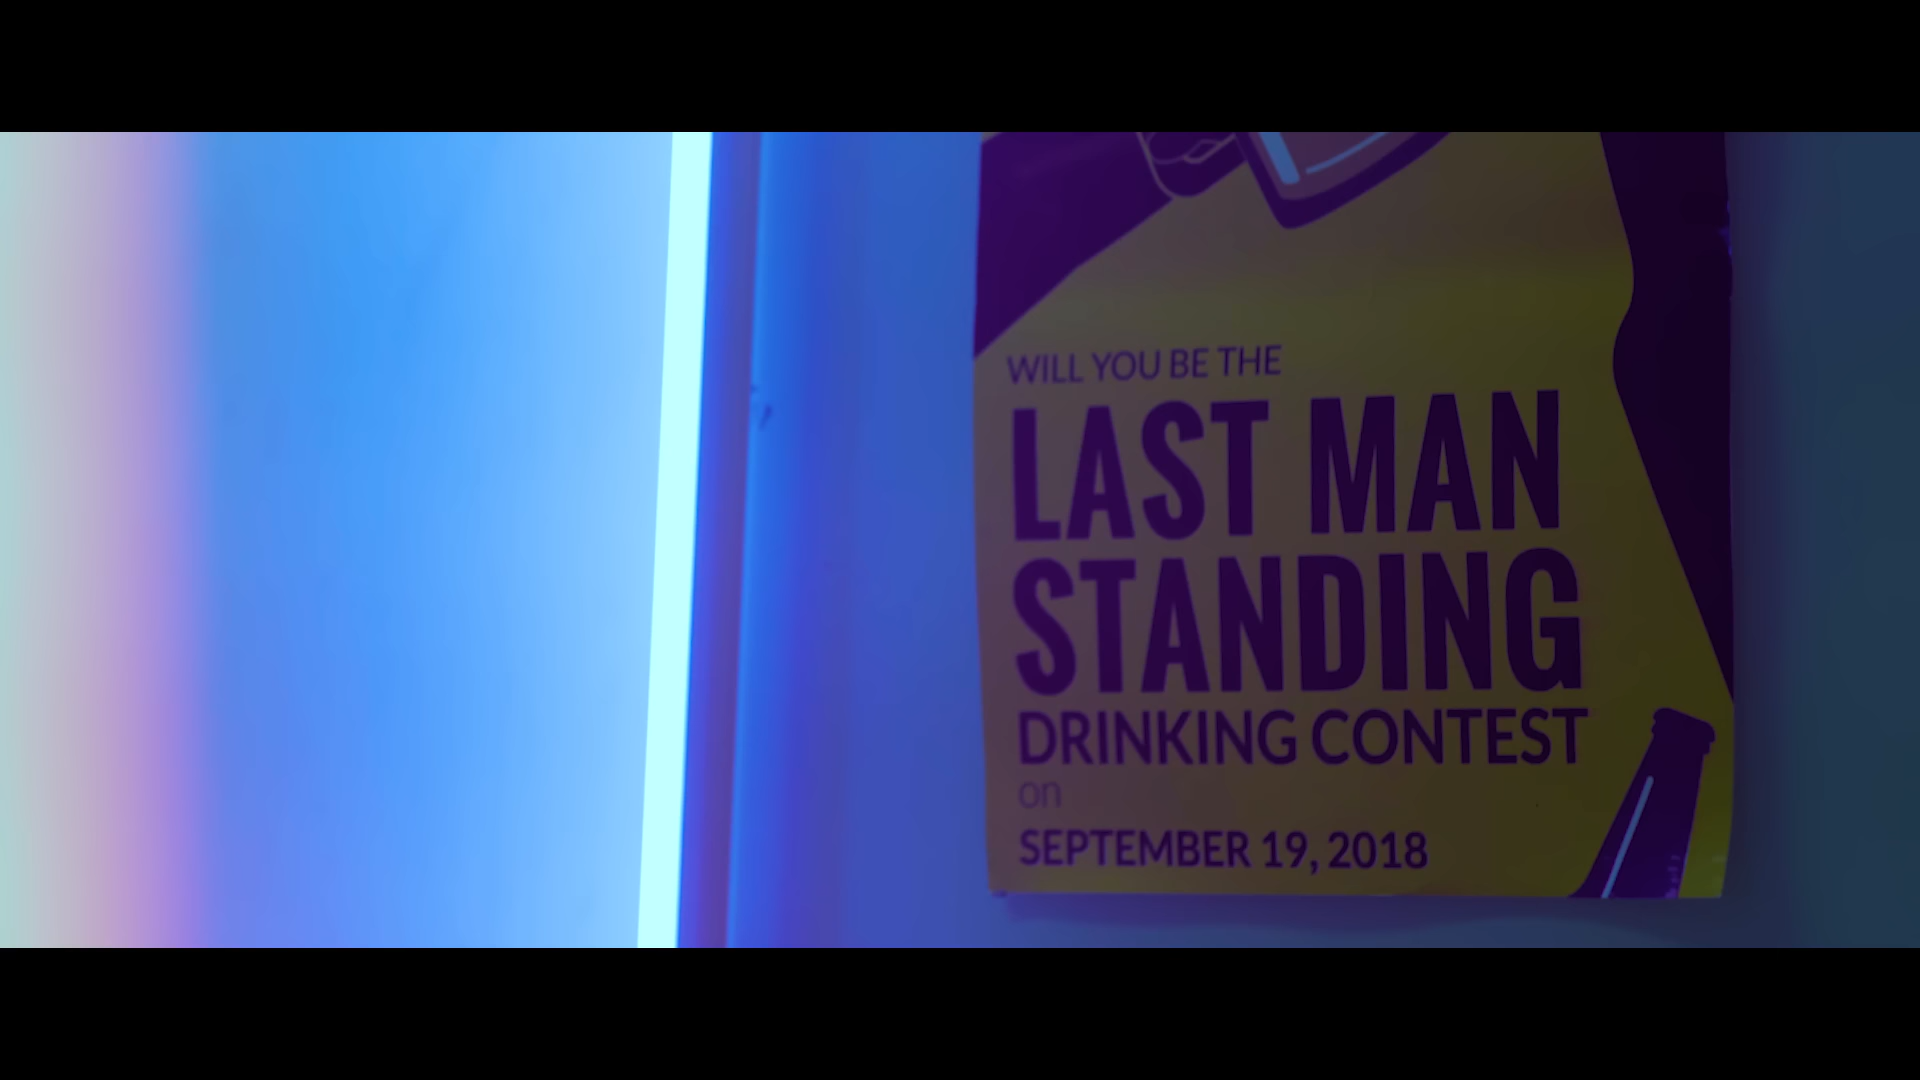 WILL YOU BE THE
LAST MAN
STANDING
DRINKING CONTEST
on
SEPTEMBER 19, 2018